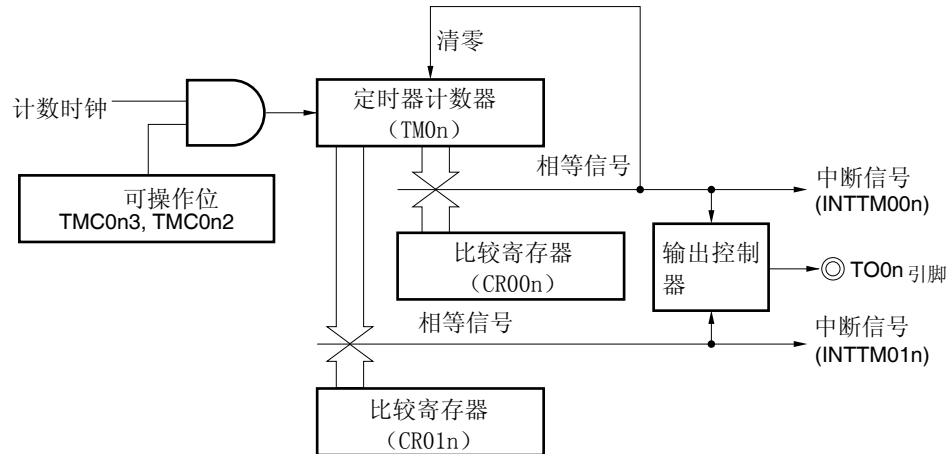 清零
计数时钟
定时器计数器
（TM0n）
可操作位
TMC0n3, TMC0n2
相等信号
中断信号
(INTTM00n)
比较寄存器
（CR00n）
输出控制
器
TO0n 引脚
相等信号
中断信号
(INTTM01n)
比较寄存器
（CR01n）